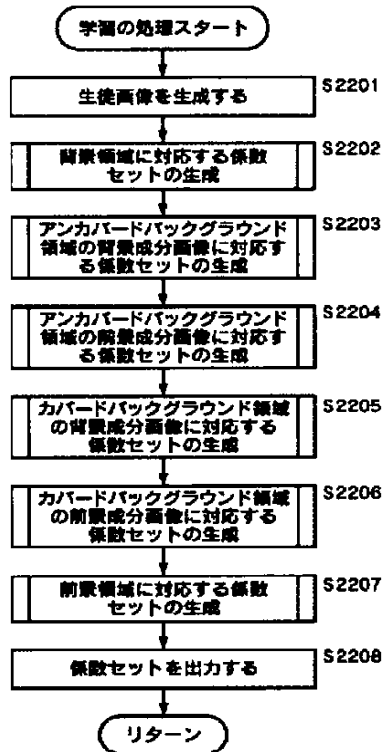 学習の処理スタート
生徒画像を生成する
S2201
背景領域に対応する係数
セットの生成
S2202
アンカバードバックグラウンド
領域の背景成分画像に対応す
る係数セットの生成
S2203
アンカバードバックグラウンド
領域の前景成分画像に対応す
る係数セットの生成
S2204
カバードバックグラウンド領域
の背景成分画像に対応する
係数セットの生成
S2205
カバードバックグラウンド領域
の前景成分画像に対応する
係数セットの生成
S2206
前景領域に対応する係数
セットの生成
S2207
係数セットを出力する
S2208
リターン